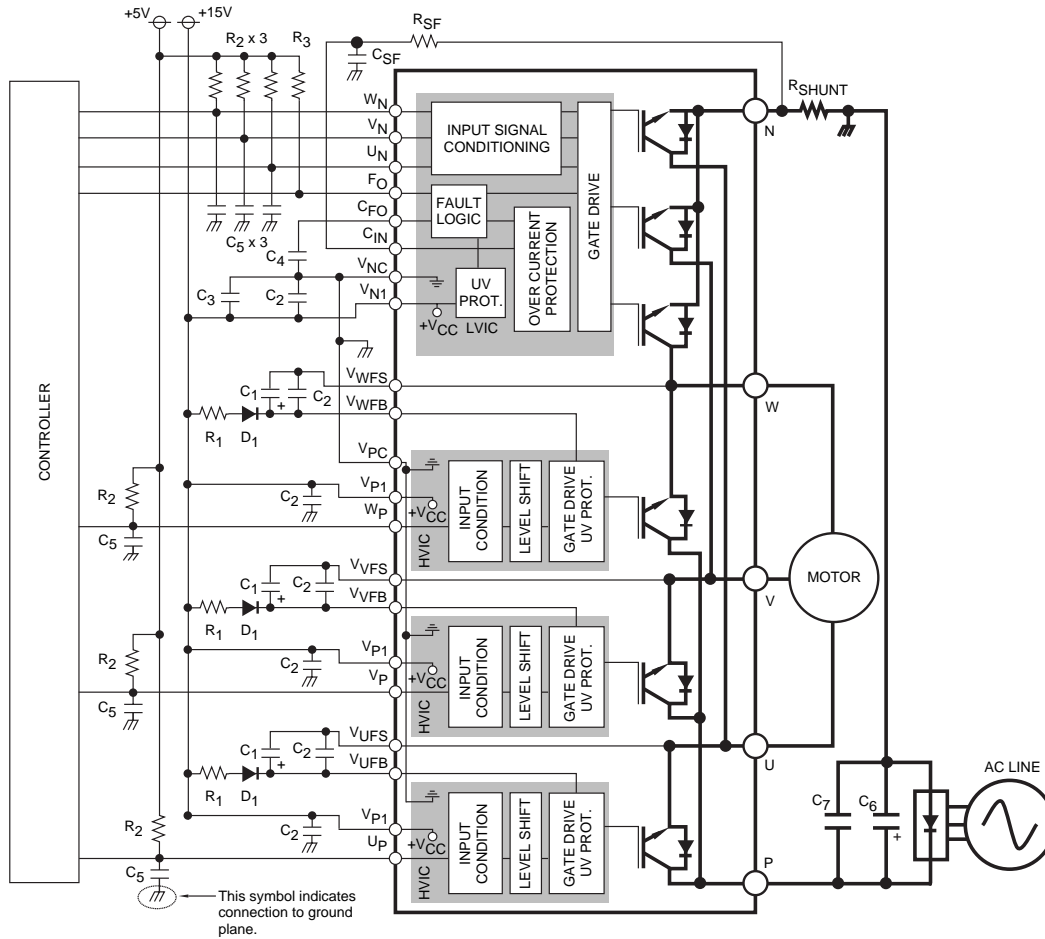 +5V
+15V
R2 x 3
R3
CSF
RSF
RSHUNT
CONTROLLER
WN
VN
UN
FO
CFO
CIN
VNC
VN1
C5 x 3
C4
C3
C2
INPUT SIGNAL
CONDITIONING
FAULT
LOGIC
UV
PROT.
OVER CURRENT
PROTECTION
GATE DRIVE
+VCC
LVIC
N
VWFS
VWFB
C1
+
C2
R1
D1
VPC
VP1
WP
R2
C2
C5
+VCC
HVIC
INPUT
CONDITION
LEVEL SHIFT
GATE DRIVE
UV PROT.
W
VVFS
VVFB
C1
+
C2
R1
D1
VP1
VP
R2
C2
C5
+VCC
HVIC
INPUT
CONDITION
LEVEL SHIFT
GATE DRIVE
UV PROT.
V
MOTOR
VUFS
VUFB
C1
+
C2
R1
D1
VP1
UP
R2
C2
C5
+VCC
HVIC
INPUT
CONDITION
LEVEL SHIFT
GATE DRIVE
UV PROT.
U
P
C7
C6
+
AC LINE
This symbol indicates
connection to ground
plane.